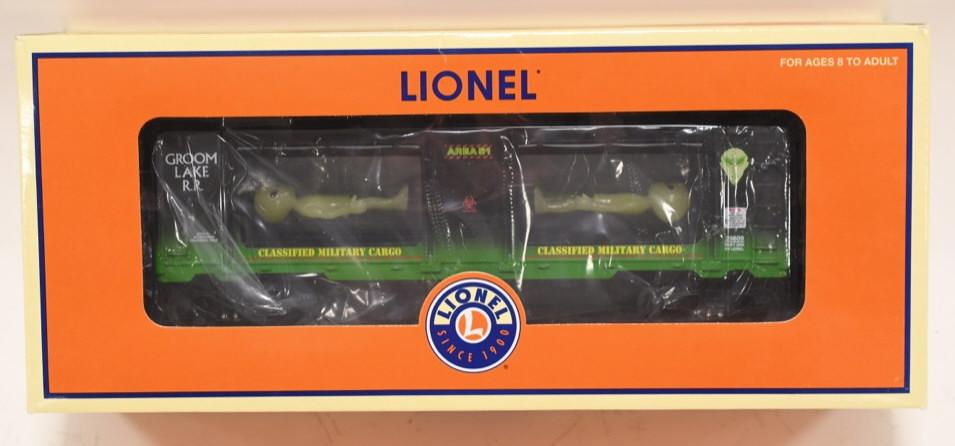 FOR AGES 8 TO ADULT
LIONEL
GROOM
LAKE
R.R.
AREA 51
CLASSIFIED MILITARY CARGO
CLASSIFIED MILITARY CARGO
LIONEL
L
SINCE 1900